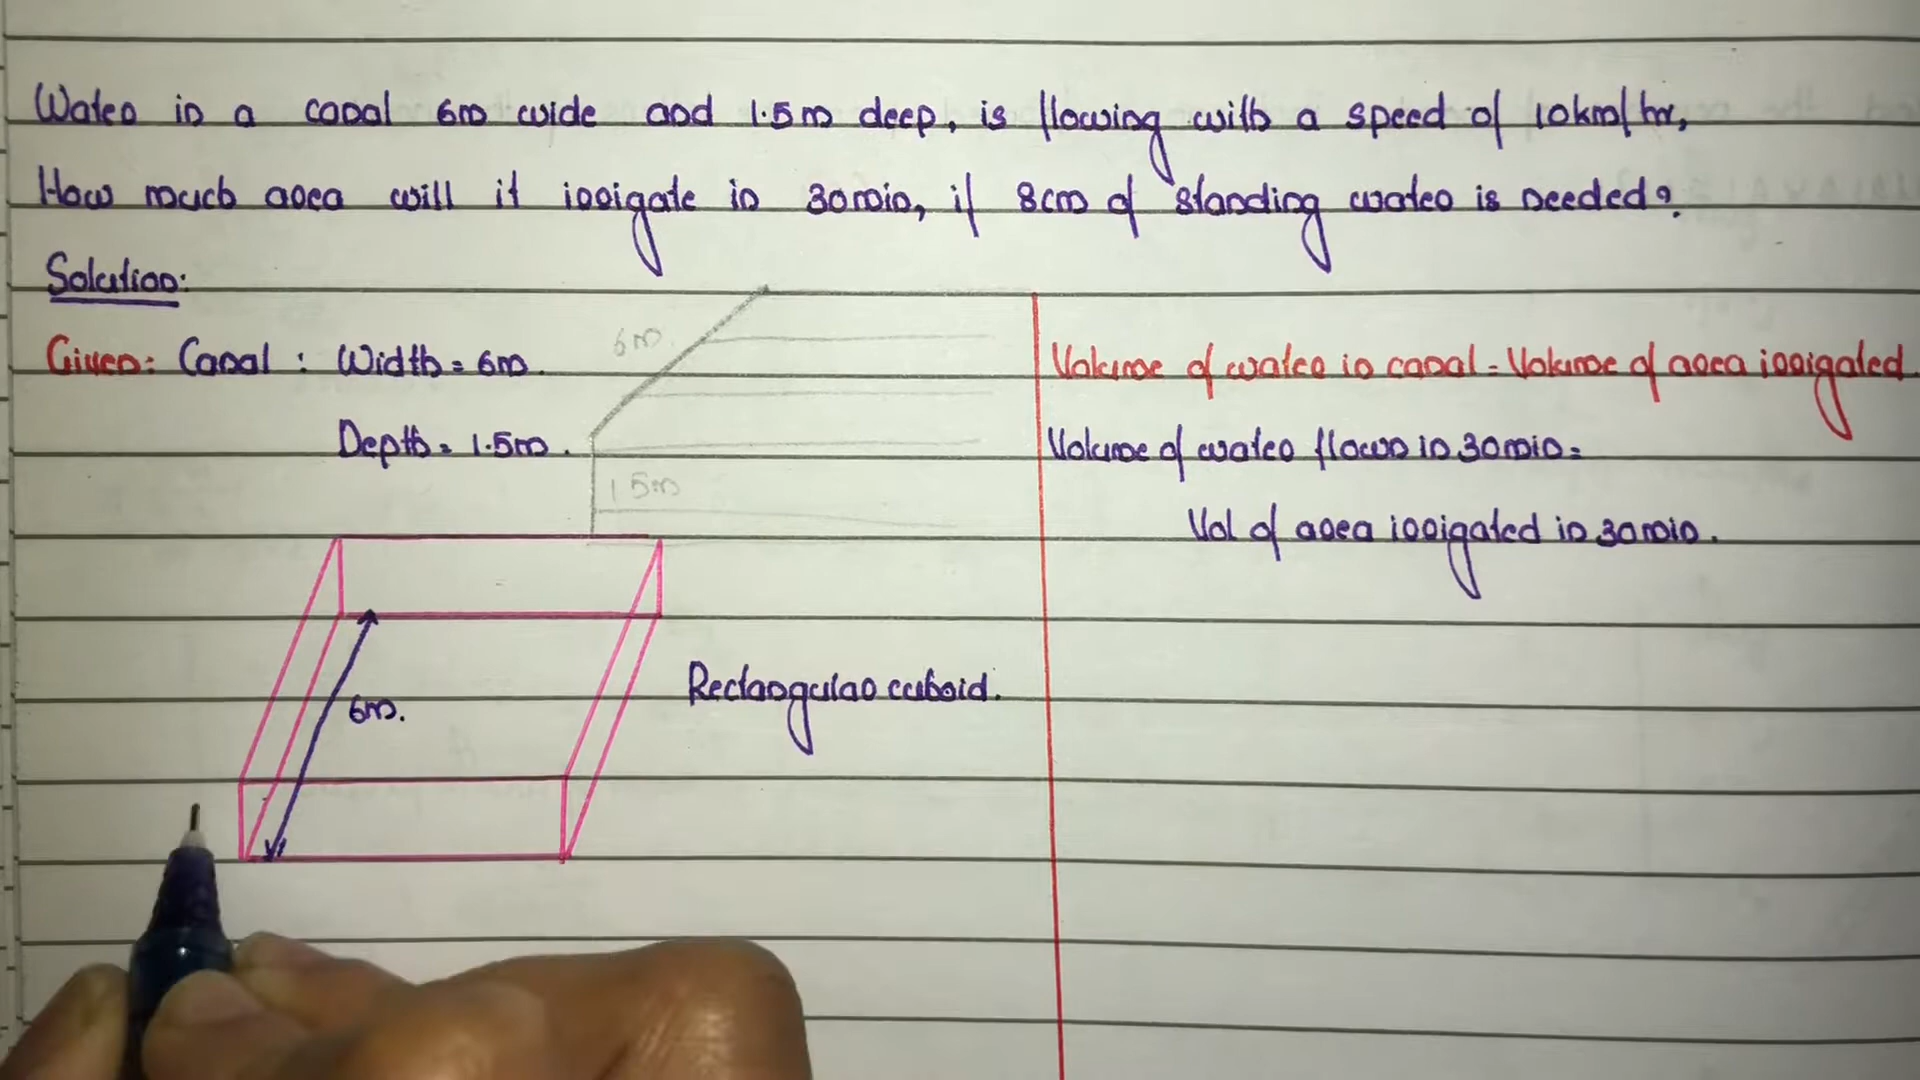 Water in a canal 6m wide and 1.5m deep, is flowing with a speed of 10km/hr,
How much area will it irrigate in 30min, if 8cm of standing water is needed?
Solution:
Given: Canal : Width = 6m.
Depth = 1.5m.
6m.
1.5m
6m.
Rectangular cuboid.
Volume of water in canal = Volume of area irrigated.
Volume of water flows in 30min =
Vol of area irrigated in 30min.